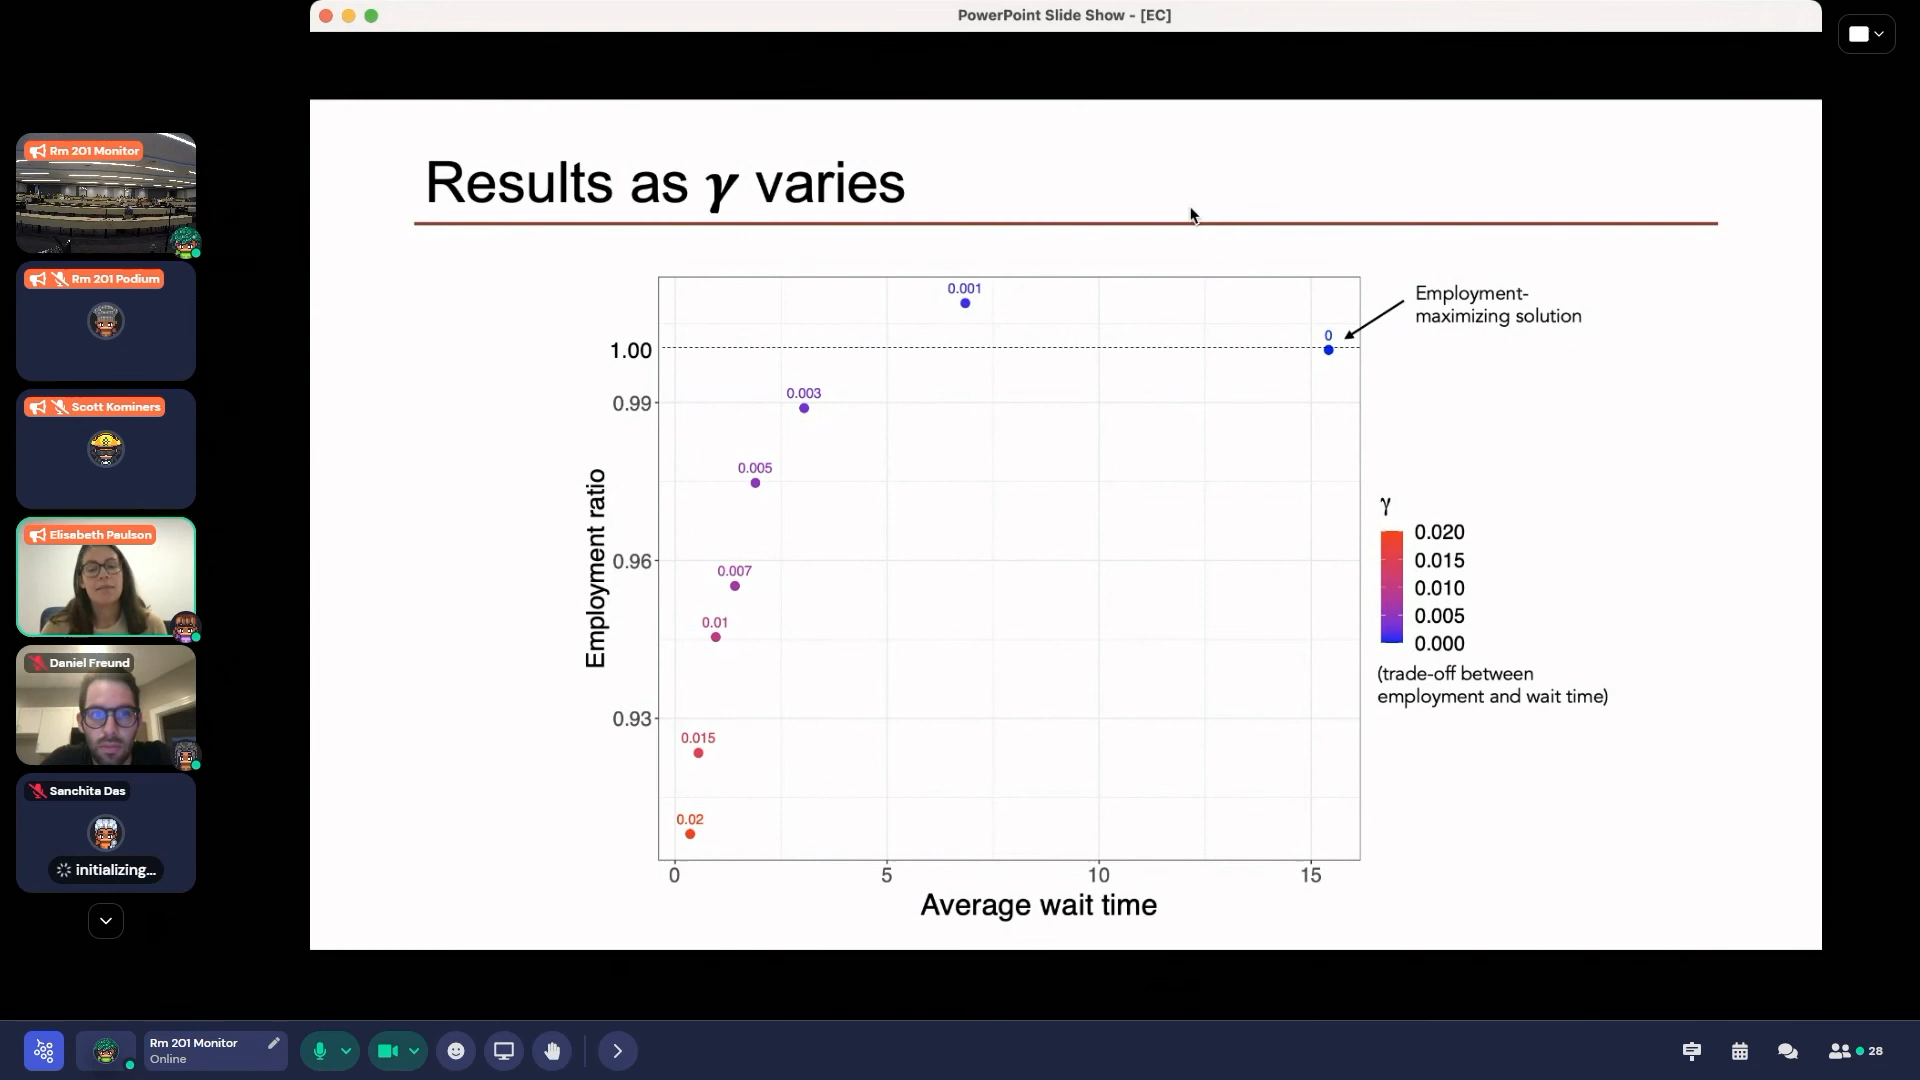 PowerPoint Slide Show - [EC]
Rm 201 Monitor
Rm 201 Podium
Scott Kominers
Elisabeth Paulson
Daniel Freund
Sanchita Das
initializing...
Results as γ varies
Employment-
maximizing solution
0.001
0
1.00
0.003
0.99
0.005
0.007
0.96
0.01
0.015
0.93
0.02
Employment ratio
0 5 10 15
Average wait time
γ
0.020
0.015
0.010
0.005
0.000
(trade-off between
employment and wait time)
Rm 201 Monitor
Online
28